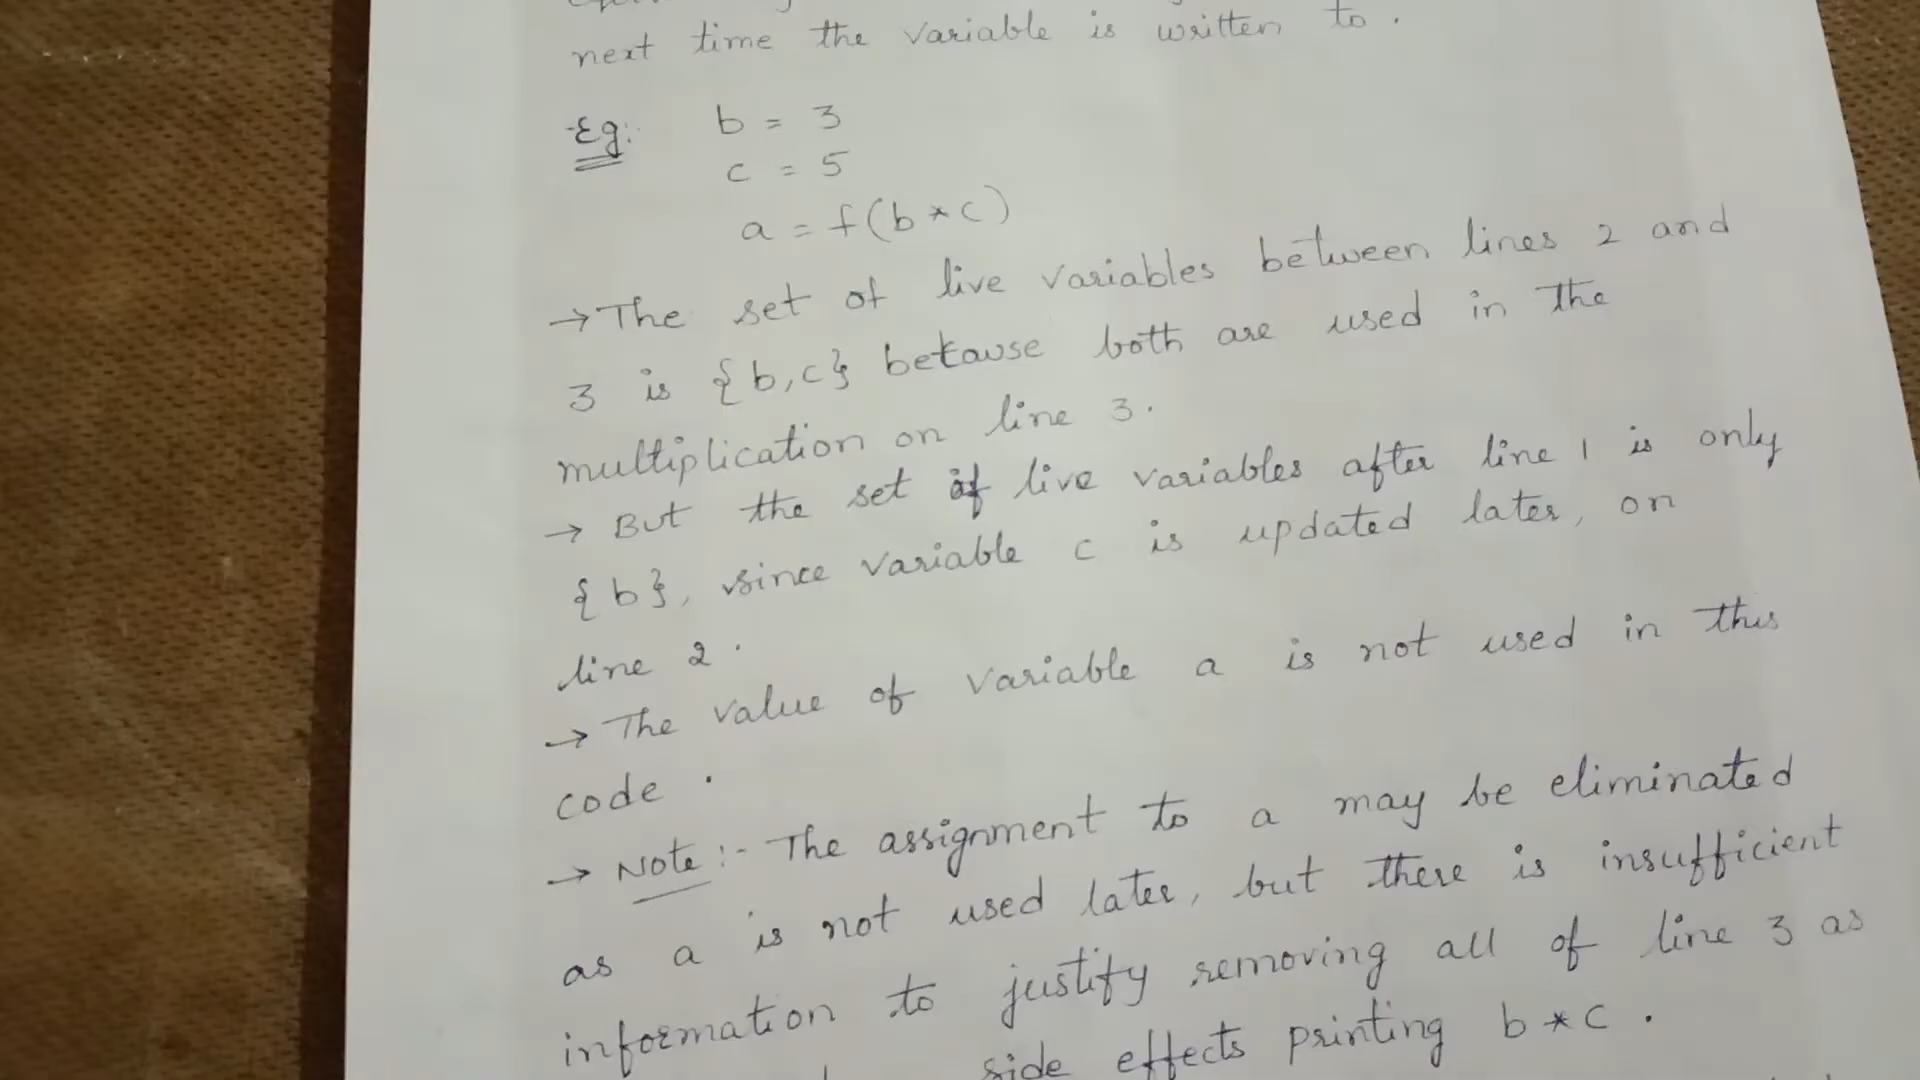 next time the variable is written to.
Eg: b = 3
c = 5
a = f(b*c)
→ The set of live variables between lines 2 and
3 is {b,c} because both are used in the
multiplication on line 3.
→ But the set of live variables after line 1 is only
{b}, since variable c is updated later, on
line 2.
→ The value of variable a is not used in this
code.
→ Note:- The assignment to a may be eliminated
as a is not used later, but there is insufficient
information to justify removing all of line 3 as
side effects printing b*c.